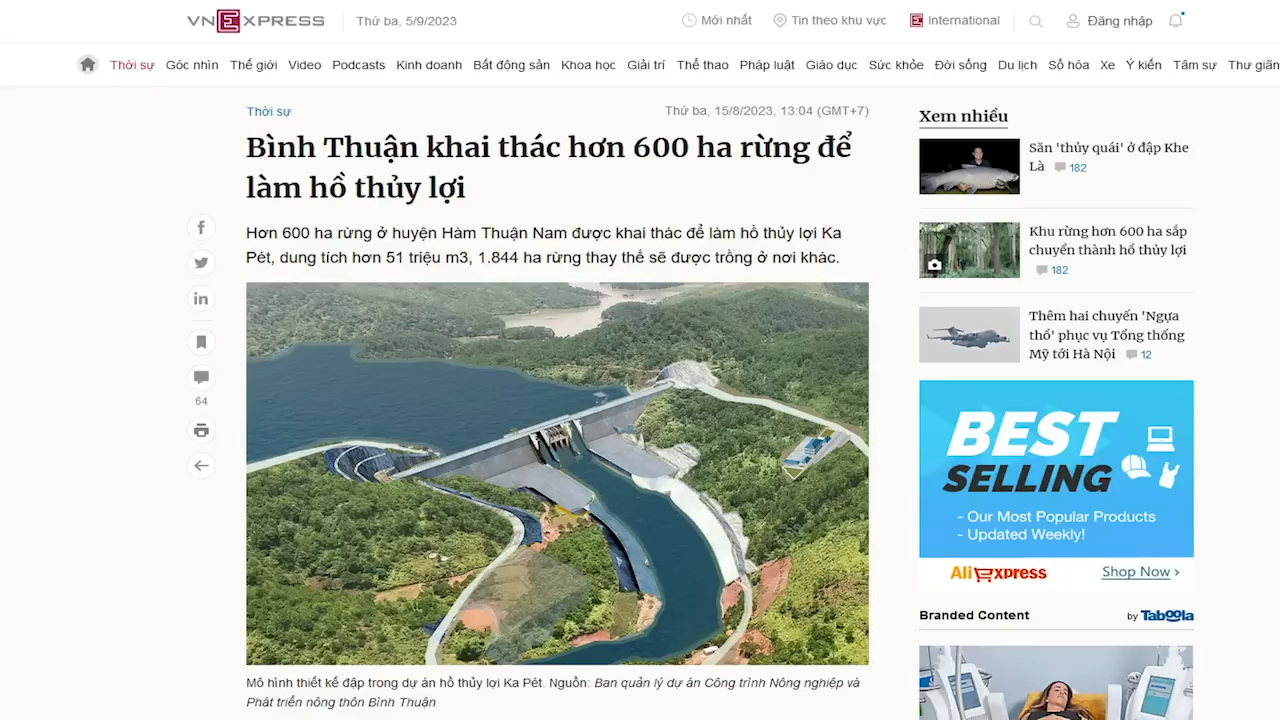 VNEXPRESS
Thứ ba, 5/9/2023
Mới nhất
Tin theo khu vực
E International
Đăng nhập
Thời sự Góc nhìn Thế giới Video Podcasts Kinh doanh Bất động sản Khoa học Giải trí Thể thao Pháp luật Giáo dục Sức khỏe Đời sống Du lịch Số hóa Xe Ý kiến Tâm sự Thư giãn
Thời sự
Thứ ba, 15/8/2023, 13:04 (GMT+7)
Bình Thuận khai thác hơn 600 ha rừng để
làm hồ thủy lợi
Hơn 600 ha rừng ở huyện Hàm Thuận Nam được khai thác để làm hồ thủy lợi Ka
Pét, dung tích hơn 51 triệu m3, 1.844 ha rừng thay thế sẽ được trồng ở nơi khác.
64
Mô hình thiết kế đập trong dự án hồ thủy lợi Ka Pét. Nguồn: Ban quản lý dự án Công trình Nông nghiệp và
Phát triển nông thôn Bình Thuận
Xem nhiều
Săn 'thủy quái' ở đập Khe
Là 182
Khu rừng hơn 600 ha sắp
chuyển thành hồ thủy lợi
182
Thêm hai chuyến 'Ngựa
thồ' phục vụ Tổng thống
Mỹ tới Hà Nội 12
BEST
SELLING
- Our Most Popular Products
- Updated Weekly!
AliExpress
Shop Now ›
Branded Content
by Taboola